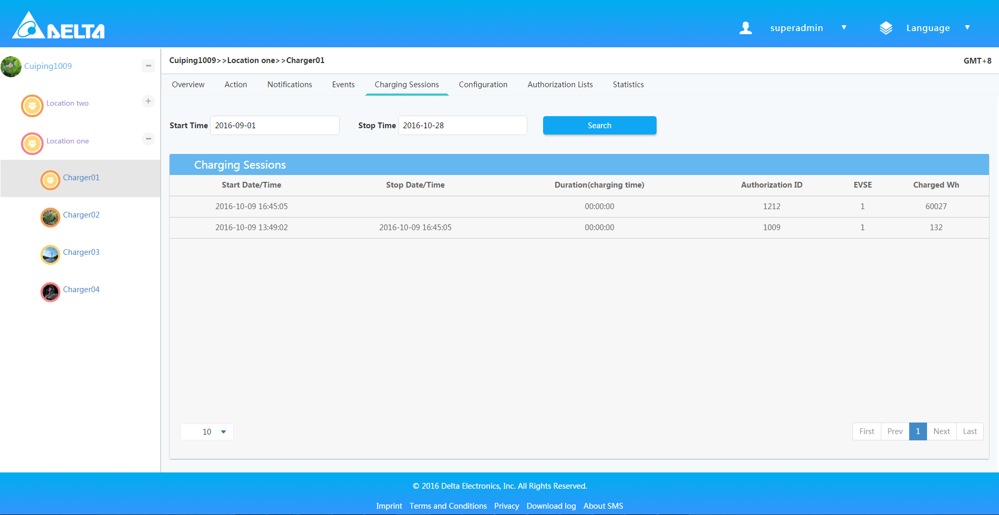 DELTA
superadmin ▼ Language ▼
Cuiping1009 −
Location two +
Location one −
Charger01
Charger02
Charger03
Charger04
Cuiping1009>>Location one>>Charger01 GMT+8
Overview Action Notifications Events Charging Sessions Configuration Authorization Lists Statistics
Start Time 2016-09-01 Stop Time 2016-10-28 Search
Charging Sessions
Start Date/Time Stop Date/Time Duration(charging time) Authorization ID EVSE Charged Wh
2016-10-09 16:45:05 00:00:00 1212 1 60027
2016-10-09 13:49:02 2016-10-09 16:45:05 00:00:00 1009 1 132
10 First Prev 1 Next Last
© 2016 Delta Electronics, Inc. All Rights Reserved.
Imprint Terms and Conditions Privacy Download log About SMS